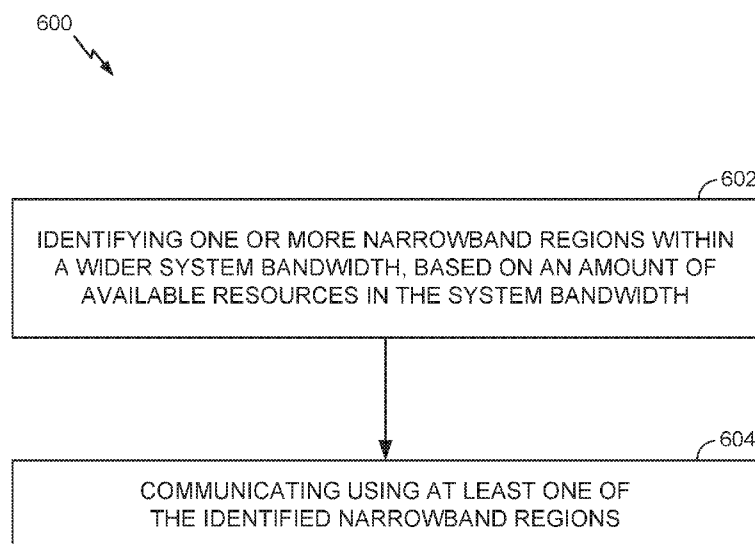 600
602
IDENTIFYING ONE OR MORE NARROWBAND REGIONS WITHIN
A WIDER SYSTEM BANDWIDTH, BASED ON AN AMOUNT OF
AVAILABLE RESOURCES IN THE SYSTEM BANDWIDTH
604
COMMUNICATING USING AT LEAST ONE OF
THE IDENTIFIED NARROWBAND REGIONS